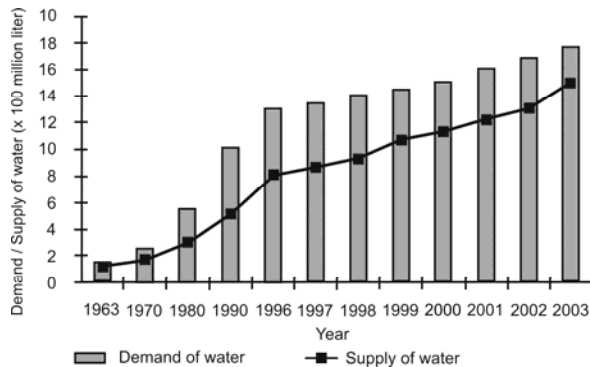 Demand / Supply of water (x 100 million liter)
10
18
16
14
12
10
8
6
4
2
0
1963 1970 1980 1990 1996 1997 1998 1999 2000 2001 2002 2003
Year
Demand of water Supply of water